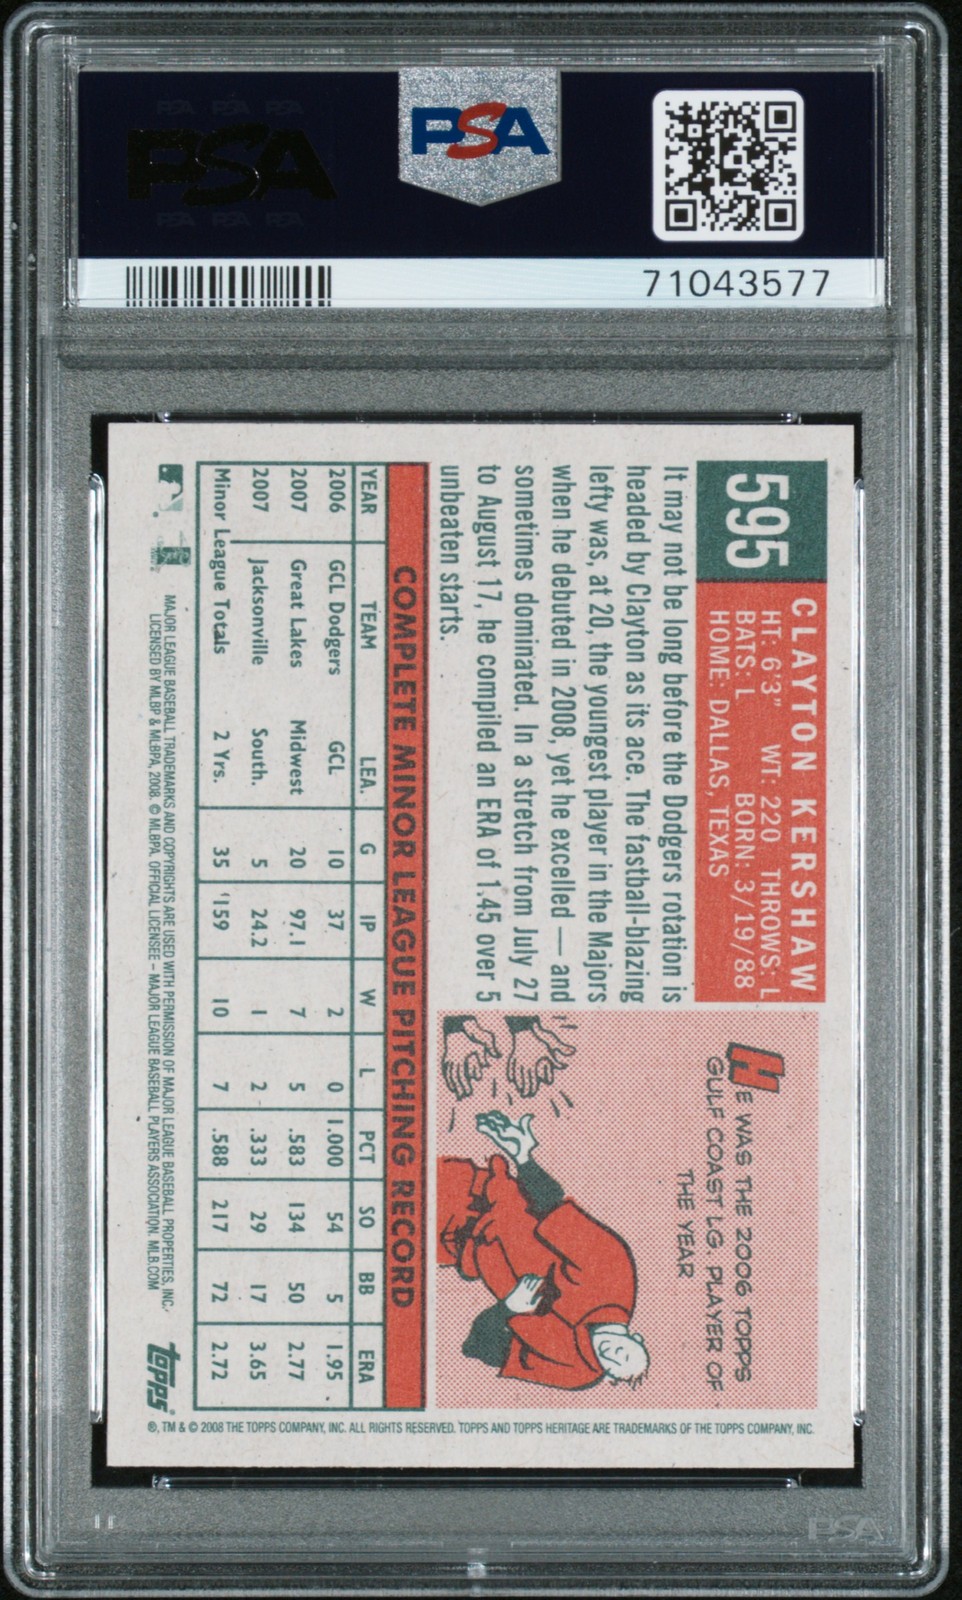 PSA PSA PSA
PSA
PSA PSA PSA
PSA
71043577
595
CLAYTON KERSHAW
HT: 6'3" WT: 220 THROWS: L
BATS: L BORN: 3/19/88
HOME: DALLAS, TEXAS
It may not be long before the Dodgers rotation is
headed by Clayton as its ace. The fastball-blazing
lefty was, at 20, the youngest player in the Majors
when he debuted in 2008, yet he excelled — and
sometimes dominated. In a stretch from July 27
to August 17, he compiled an ERA of 1.45 over 5
unbeaten starts.
HE WAS THE 2006 TOPPS
GULF COAST LG. PLAYER OF
THE YEAR
COMPLETE MINOR LEAGUE PITCHING RECORD
YEAR TEAM LEA. G IP W L PCT SO BB ERA
2006 GCL Dodgers GCL 10 37 2 0 1.000 54 5 1.95
2007 Great Lakes Midwest 20 97.1 7 5 .583 134 50 2.77
2007 Jacksonville South. 5 24.2 1 2 .333 29 17 3.65
Minor League Totals 2 Yrs. 35 159 10 7 .588 217 72 2.72
MAJOR LEAGUE BASEBALL TRADEMARKS AND COPYRIGHTS ARE USED WITH PERMISSION OF MAJOR LEAGUE BASEBALL PROPERTIES, INC.
LICENSED BY MLBP & MLBPA, 2008. © MLBPA. OFFICIAL LICENSEE – MAJOR LEAGUE BASEBALL PLAYERS ASSOCIATION. MLB.COM
topps
®, TM & © 2008 THE TOPPS COMPANY, INC. ALL RIGHTS RESERVED. TOPPS AND TOPPS HERITAGE ARE TRADEMARKS OF THE TOPPS COMPANY, INC.
PSA